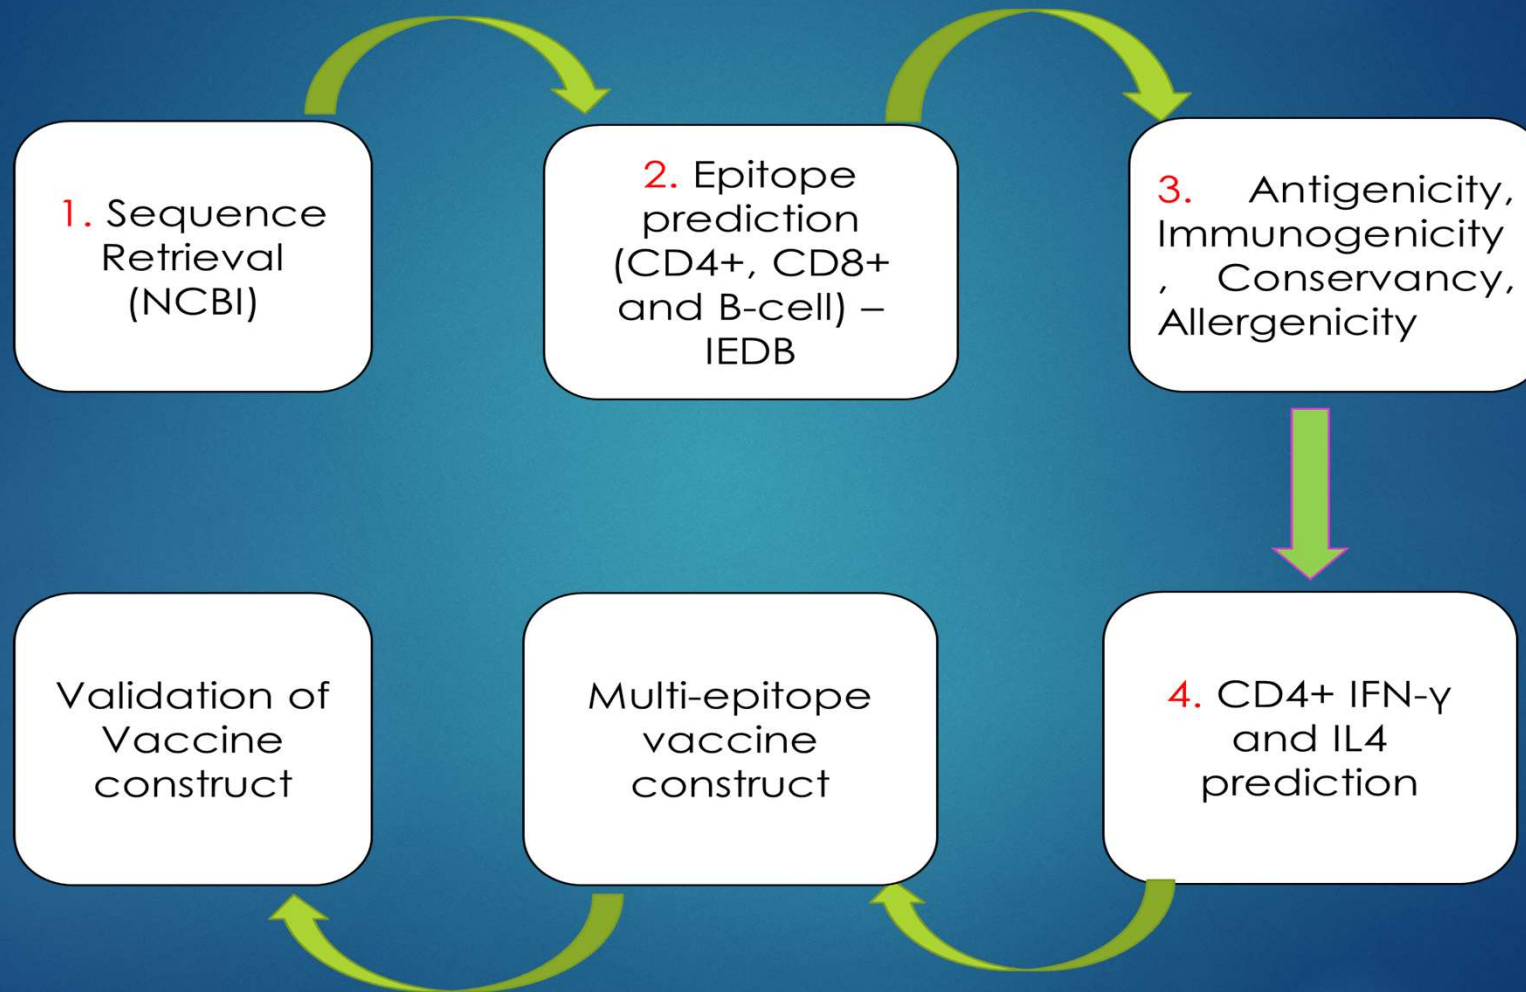 1. Sequence
Retrieval
(NCBI)
2. Epitope
prediction
(CD4+, CD8+
and B-cell) –
IEDB
3. Antigenicity,
Immunogenicity
, Conservancy,
Allergenicity
4. CD4+ IFN-γ
and IL4
prediction
Multi-epitope
vaccine
construct
Validation of
Vaccine
construct